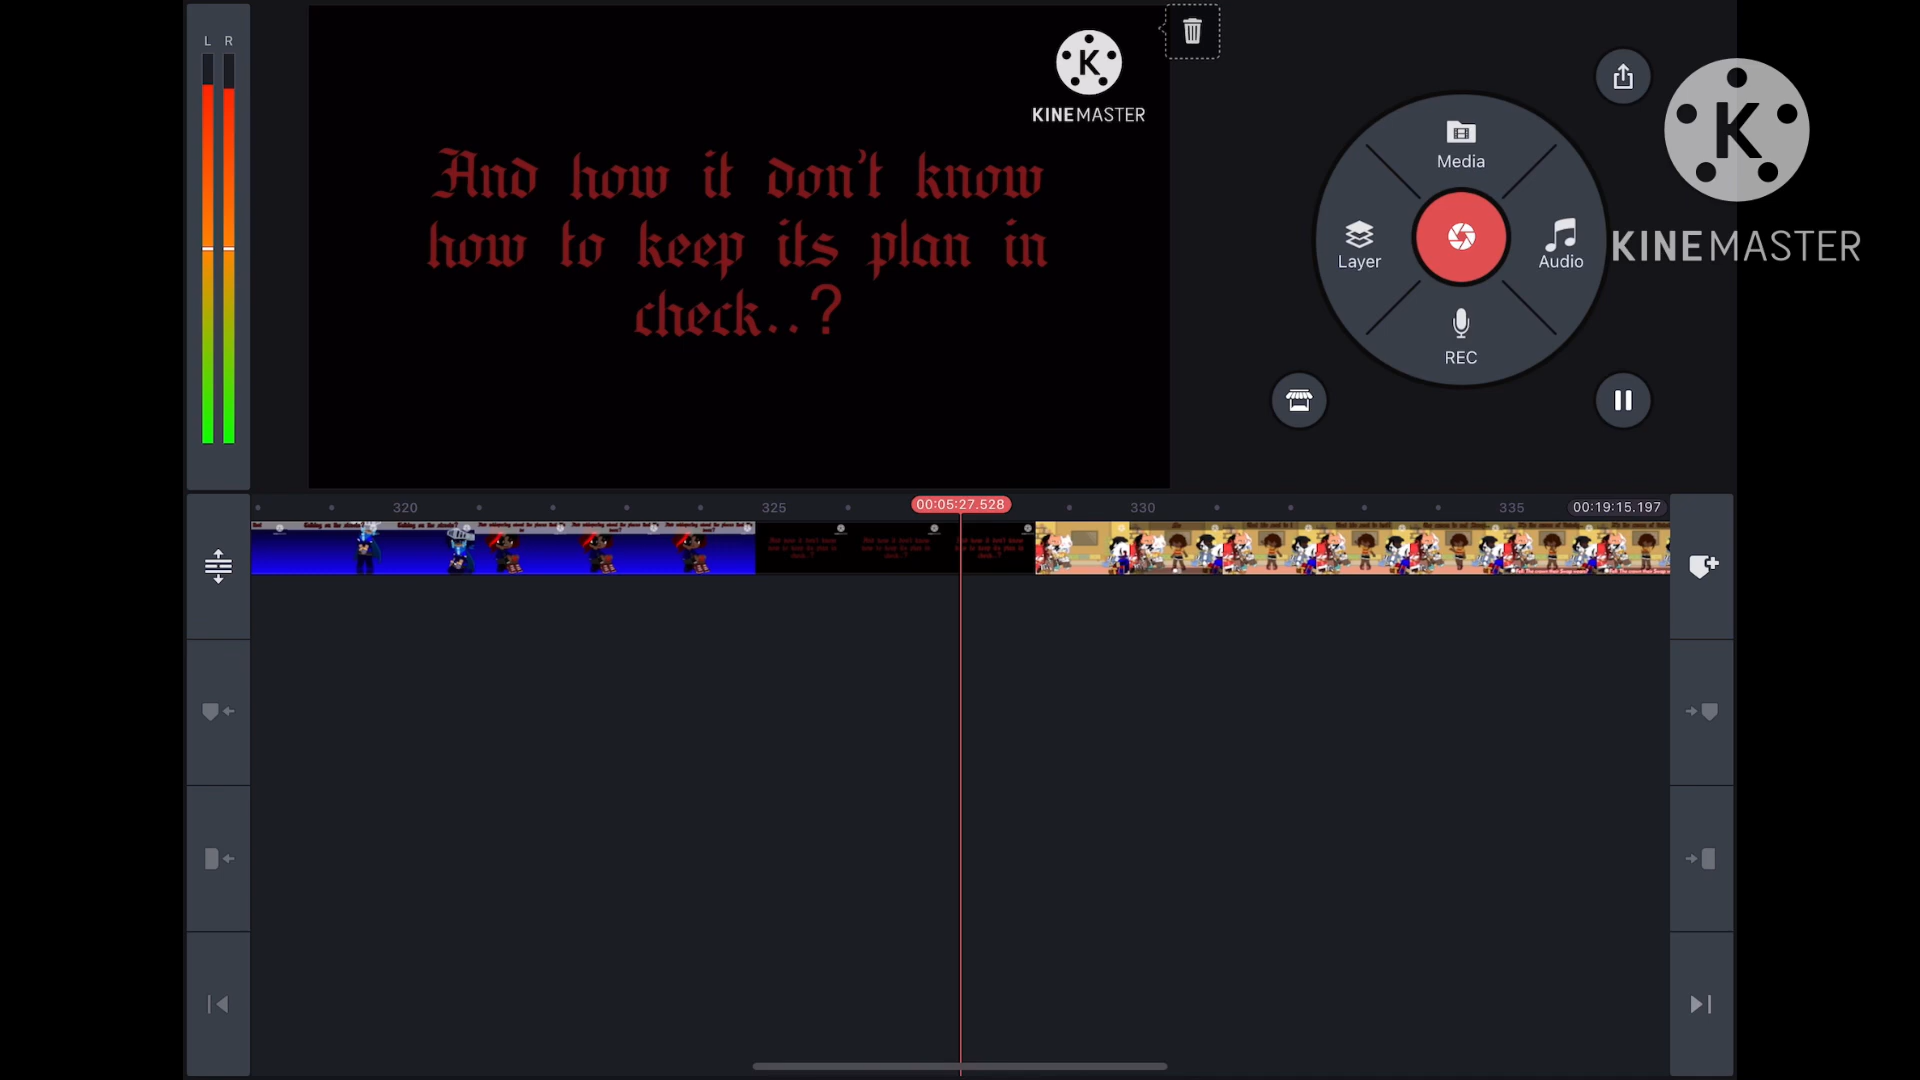 L R
KINEMASTER
And how it don't know
how to keep its plan in
check..?
Media
Layer
Audio
REC
KINEMASTER
320
325
00:05:27.528
330
335
00:19:15.197